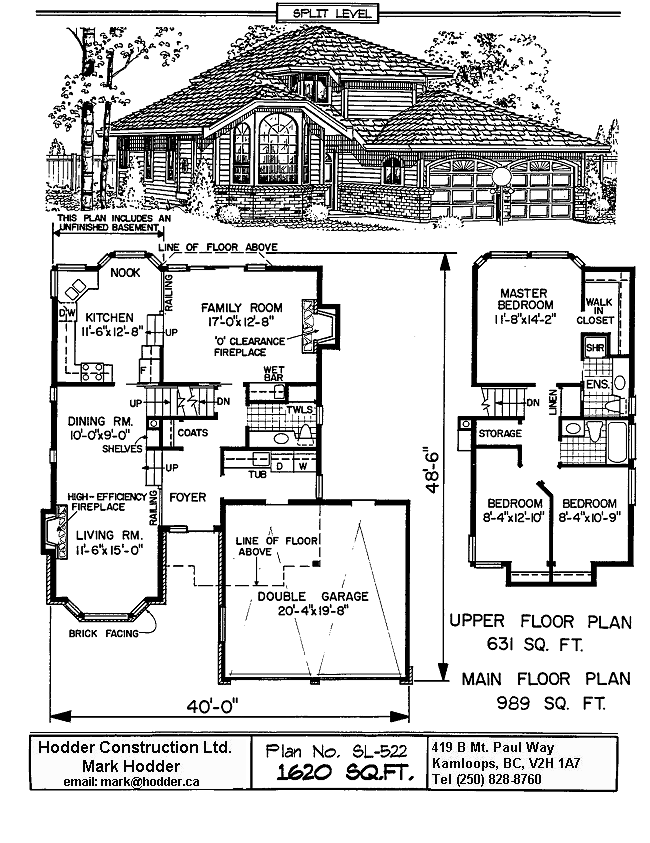 SPLIT LEVEL
THIS PLAN INCLUDES AN
UNFINISHED BASEMENT
LINE OF FLOOR ABOVE
NOOK
RAILING
KITCHEN
11'-6"x12'-8"
DW
UP
F
FAMILY ROOM
17'-0"x12'-8"
'O' CLEARANCE
FIREPLACE
WET
BAR
UP
DN
TWLS
DINING RM.
10'-0"x9'-0"
SHELVES
COATS
UP
TUB
D
W
HIGH-EFFICIENCY
FIREPLACE
RAILING
FOYER
LIVING RM.
11'-6"x15'-0"
LINE OF FLOOR
ABOVE
DOUBLE GARAGE
20'-4"x19'-8"
BRICK FACING
40'-0"
48'-6"
MASTER
BEDROOM
11'-8"x14'-2"
WALK
IN
CLOSET
SHR
ENS.
LINEN
DN
STORAGE
BEDROOM
8'-4"x12'-10"
BEDROOM
8'-4"x10'-9"
UPPER FLOOR PLAN
631 SQ. FT.
MAIN FLOOR PLAN
989 SQ. FT.
Hodder Construction Ltd.
Mark Hodder
email: mark@hodder.ca
Plan No. SL-522
1620 SQ.FT.
419 B Mt. Paul Way
Kamloops, BC, V2H 1A7
Tel (250) 828-8760